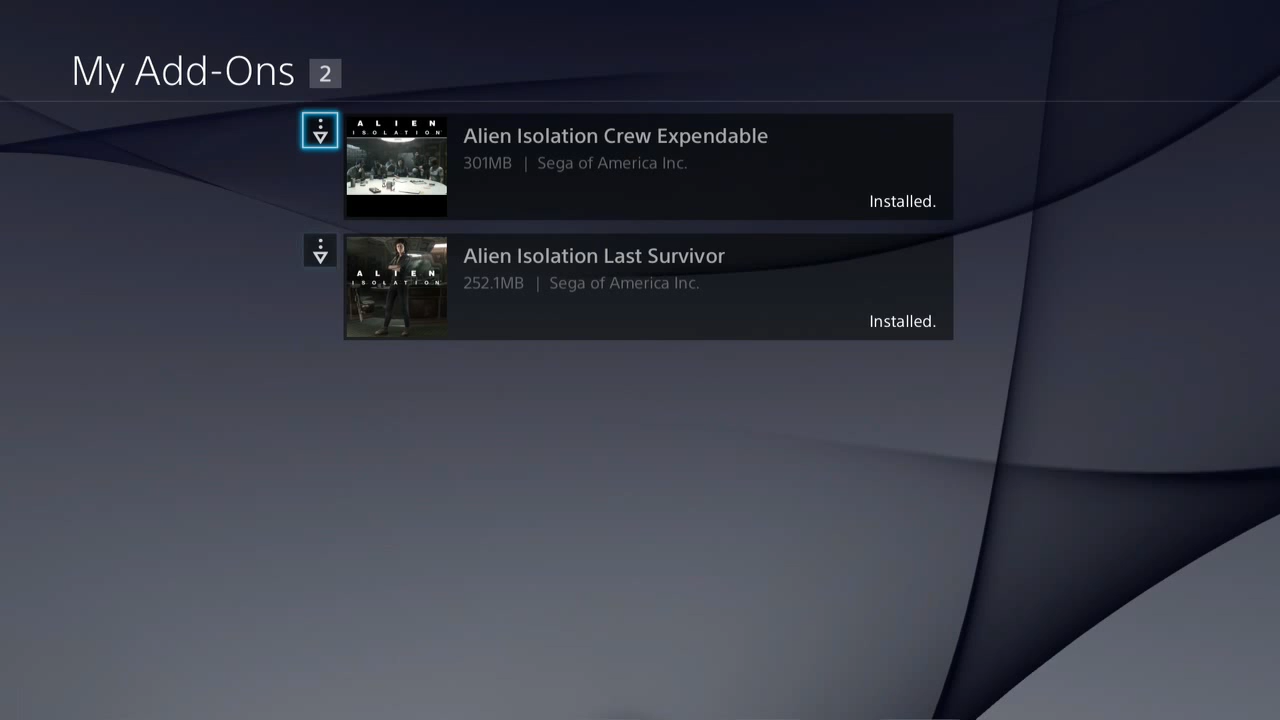 My Add-Ons 2
ALIEN
ISOLATION
Alien Isolation Crew Expendable
301MB | Sega of America Inc.
Installed.
ALIEN
ISOLATION
Alien Isolation Last Survivor
252.1MB | Sega of America Inc.
Installed.